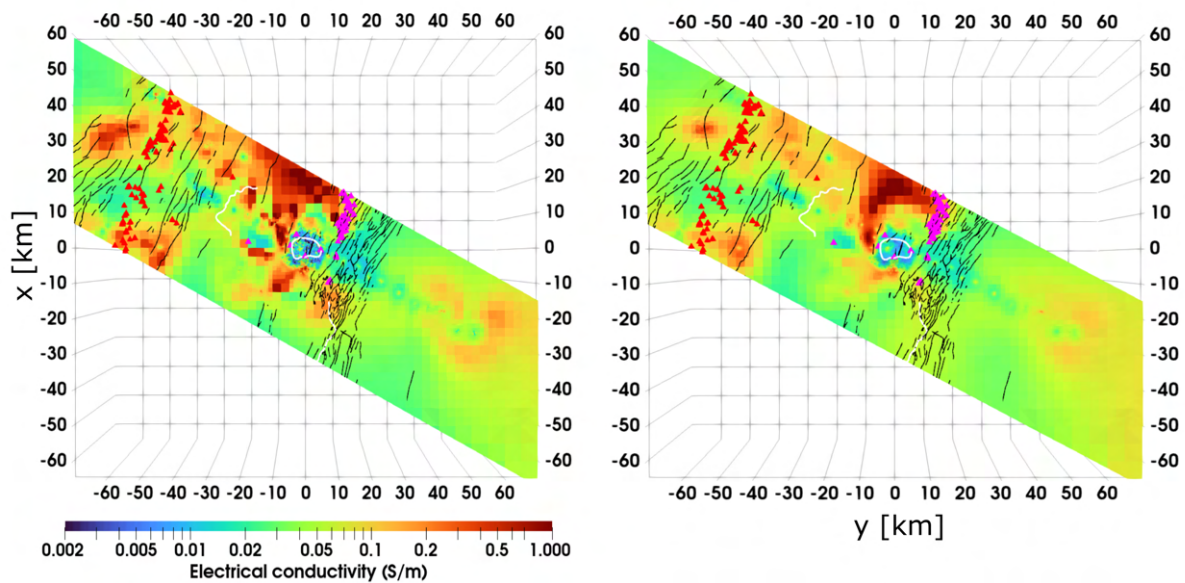 -60 -50 -40 -30 -20 -10 0 10 20 30 40 50 60
-60 -50 -40 -30 -20 -10 0 10 20 30 40 50 60
60 60 60 60
50 50 50 50
40 40 40 40
30 30 30 30
20 20 20 20
10 10 10 10
0 0 0 0
-10 -10 -10 -10
-20 -20 -20 -20
-30 -30 -30 -30
-40 -40 -40 -40
-50 -50 -50 -50
-60 -60 -60 -60
x [km]
-60 -50 -40 -30 -20 -10 0 10 20 30 40 50 60
-60 -50 -40 -30 -20 -10 0 10 20 30 40 50 60
y [km]
0.002 0.005 0.01 0.02 0.05 0.1 0.2 0.5 1.000
Electrical conductivity (S/m)